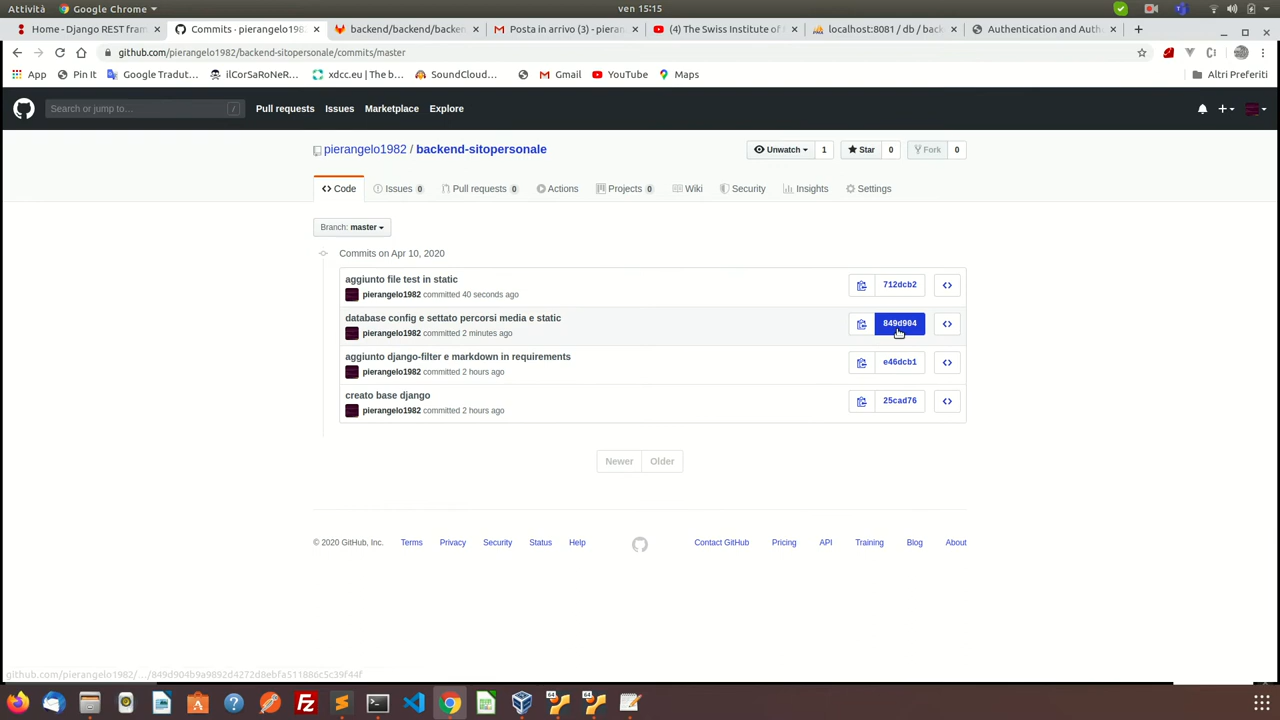 Attività
Google Chrome
ven 15:15
Home - Django REST fram
Commits · pierangelo198
backend/backend/backen
Posta in arrivo (3) - pieran
(4) The Swiss Institute of
localhost:8081 / db / back
Authentication and Auth
github.com/pierangelo1982/backend-sitopersonale/commits/master
App
Pin It
Google Tradut...
ilCorSaRoNeR...
xdcc.eu | The b...
SoundCloud...
Gmail
YouTube
Maps
Altri Preferiti
Search or jump to...
/
Pull requests
Issues
Marketplace
Explore
pierangelo1982 / backend-sitopersonale
Unwatch
1
Star
0
Fork
0
Code
Issues 0
Pull requests 0
Actions
Projects 0
Wiki
Security
Insights
Settings
Branch: master
Commits on Apr 10, 2020
aggiunto file test in static
pierangelo1982 committed 40 seconds ago
712dcb2
database config e settato percorsi media e static
pierangelo1982 committed 2 minutes ago
849d904
aggiunto django-filter e markdown in requirements
pierangelo1982 committed 2 hours ago
e46dcb1
creato base django
pierangelo1982 committed 2 hours ago
25cad76
Newer
Older
© 2020 GitHub, Inc.
Terms
Privacy
Security
Status
Help
Contact GitHub
Pricing
API
Training
Blog
About
64
64